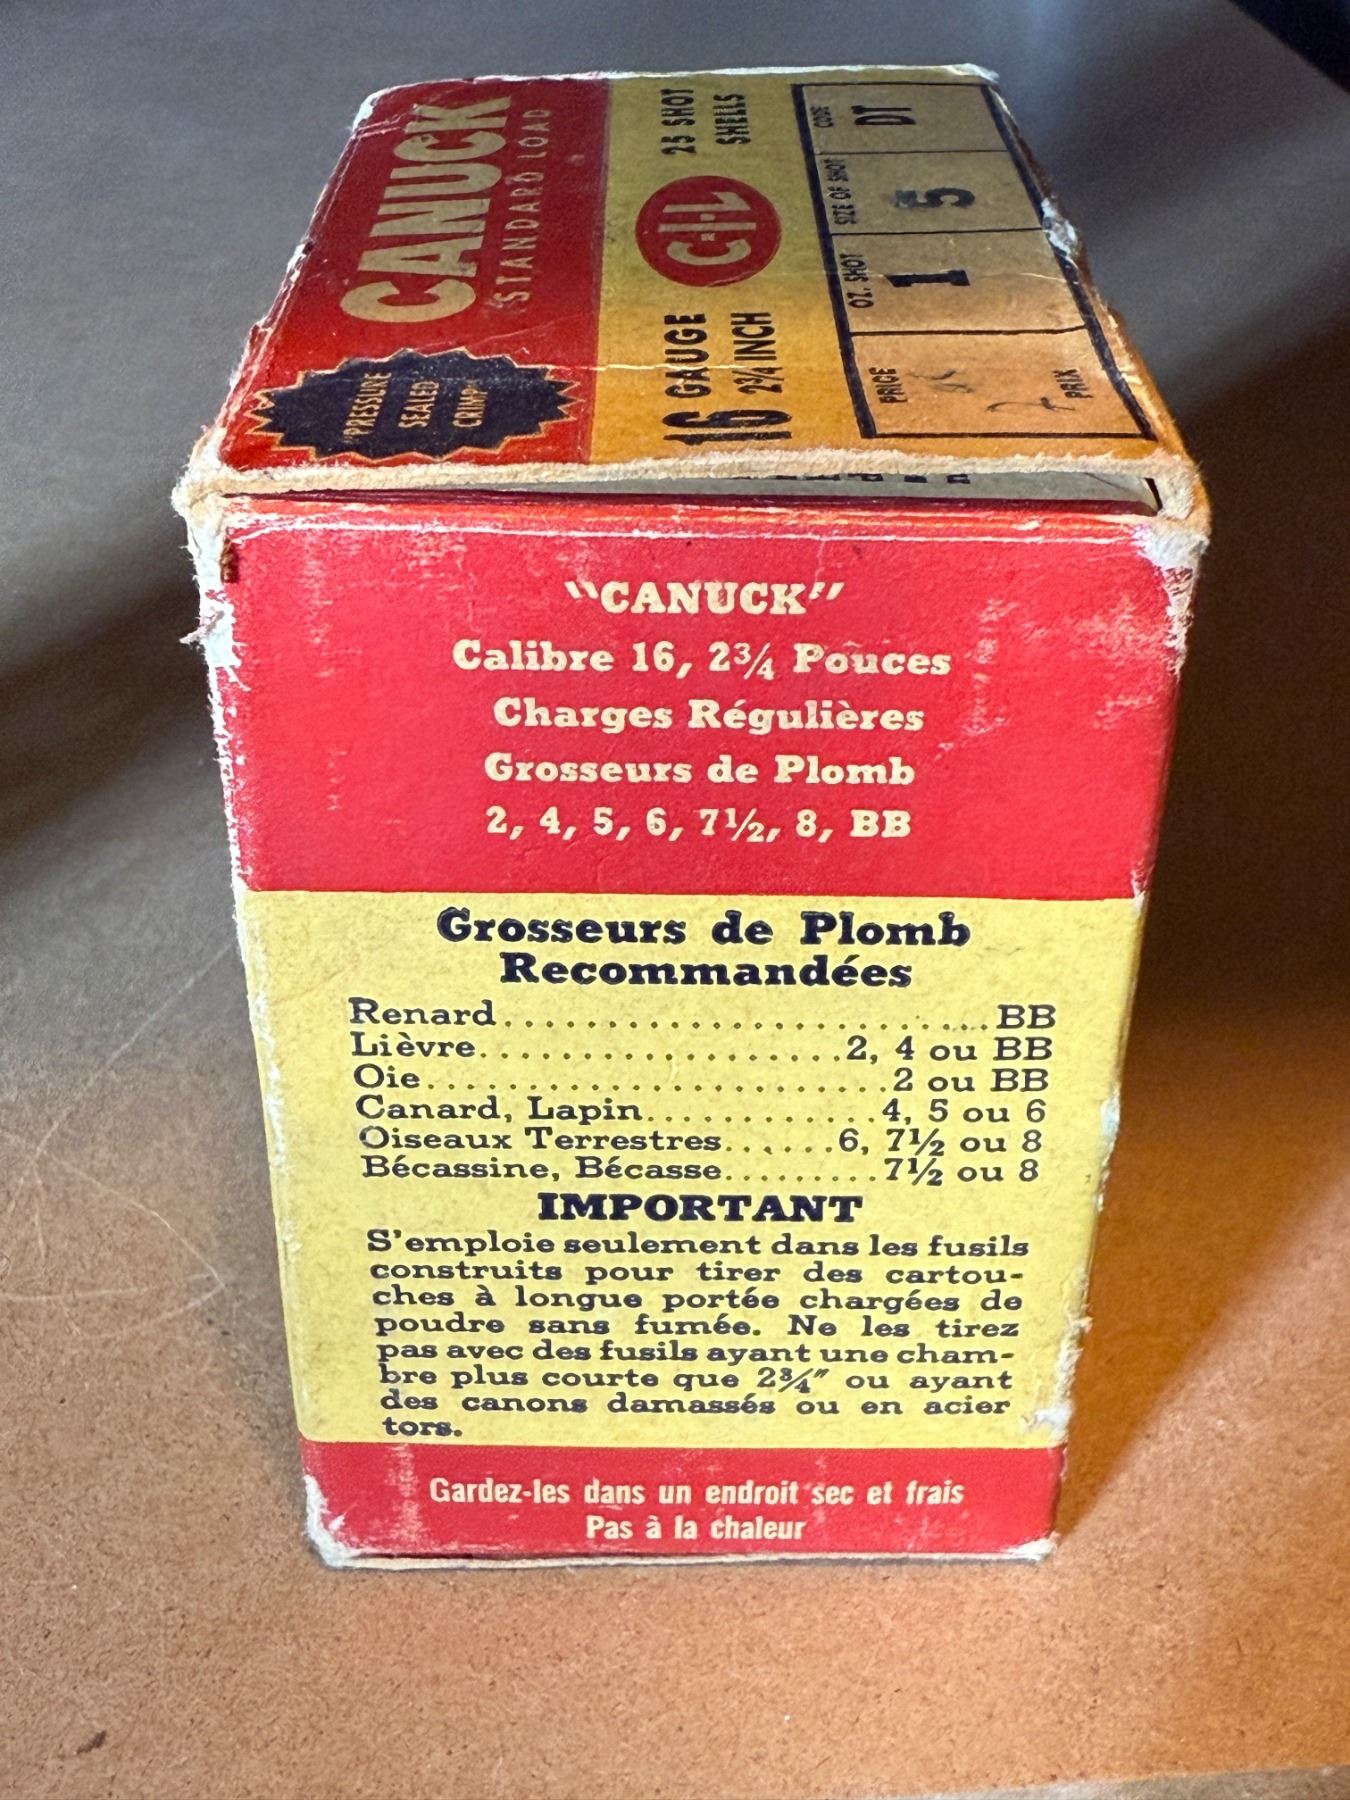 CANUCK
STANDARD LOAD
"PRESSURE
SEALED
CRIMP"
16 GAUGE
2¾ INCH
C-I-L
25 SHOT
SHELLS
PRICE
PRIX
OZ. SHOT
1
SIZE OF SHOT
5
CODE
DT
"CANUCK"
Calibre 16, 2¾ Pouces
Charges Régulières
Grosseurs de Plomb
2, 4, 5, 6, 7½, 8, BB
Grosseurs de Plomb
Recommandées
Renard............................BB
Lièvre...................2, 4 ou BB
Oie........................2 ou BB
Canard, Lapin............4, 5 ou 6
Oiseaux Terrestres......6, 7½ ou 8
Bécassine, Bécasse.........7½ ou 8
IMPORTANT
S'emploie seulement dans les fusils
construits pour tirer des cartou-
ches à longue portée chargées de
poudre sans fumée. Ne les tirez
pas avec des fusils ayant une cham-
bre plus courte que 2¾" ou ayant
des canons damassés ou en acier
tors.
Gardez-les dans un endroit sec et frais
Pas à la chaleur